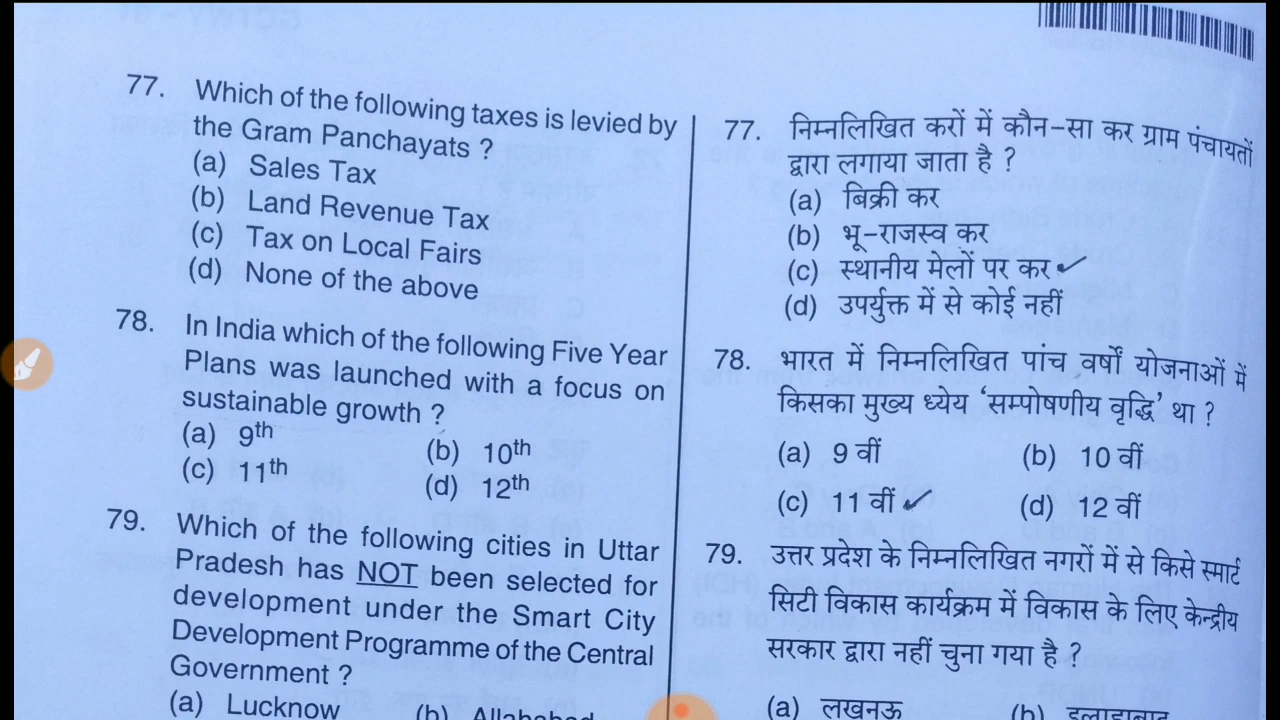 77. Which of the following taxes is levied by
the Gram Panchayats ?
(a) Sales Tax
(b) Land Revenue Tax
(c) Tax on Local Fairs
(d) None of the above
78. In India which of the following Five Year
Plans was launched with a focus on
sustainable growth ?
(a) 9th (b) 10th
(c) 11th (d) 12th
79. Which of the following cities in Uttar
Pradesh has NOT been selected for
development under the Smart City
Development Programme of the Central
Government ?
(a) Lucknow (b) Allahabad
77. निम्नलिखित करों में कौन-सा कर ग्राम पंचायतों
द्वारा लगाया जाता है ?
(a) बिक्री कर
(b) भू-राजस्व कर
(c) स्थानीय मेलों पर कर
(d) उपर्युक्त में से कोई नहीं
78. भारत में निम्नलिखित पांच वर्षों योजनाओं में
किसका मुख्य ध्येय ‘सम्पोषणीय वृद्धि’ था ?
(a) 9 वीं (b) 10 वीं
(c) 11 वीं (d) 12 वीं
79. उत्तर प्रदेश के निम्नलिखित नगरों में से किसे स्मार्ट
सिटी विकास कार्यक्रम में विकास के लिए केन्द्रीय
सरकार द्वारा नहीं चुना गया है ?
(a) लखनऊ (b) इलाहाबाद